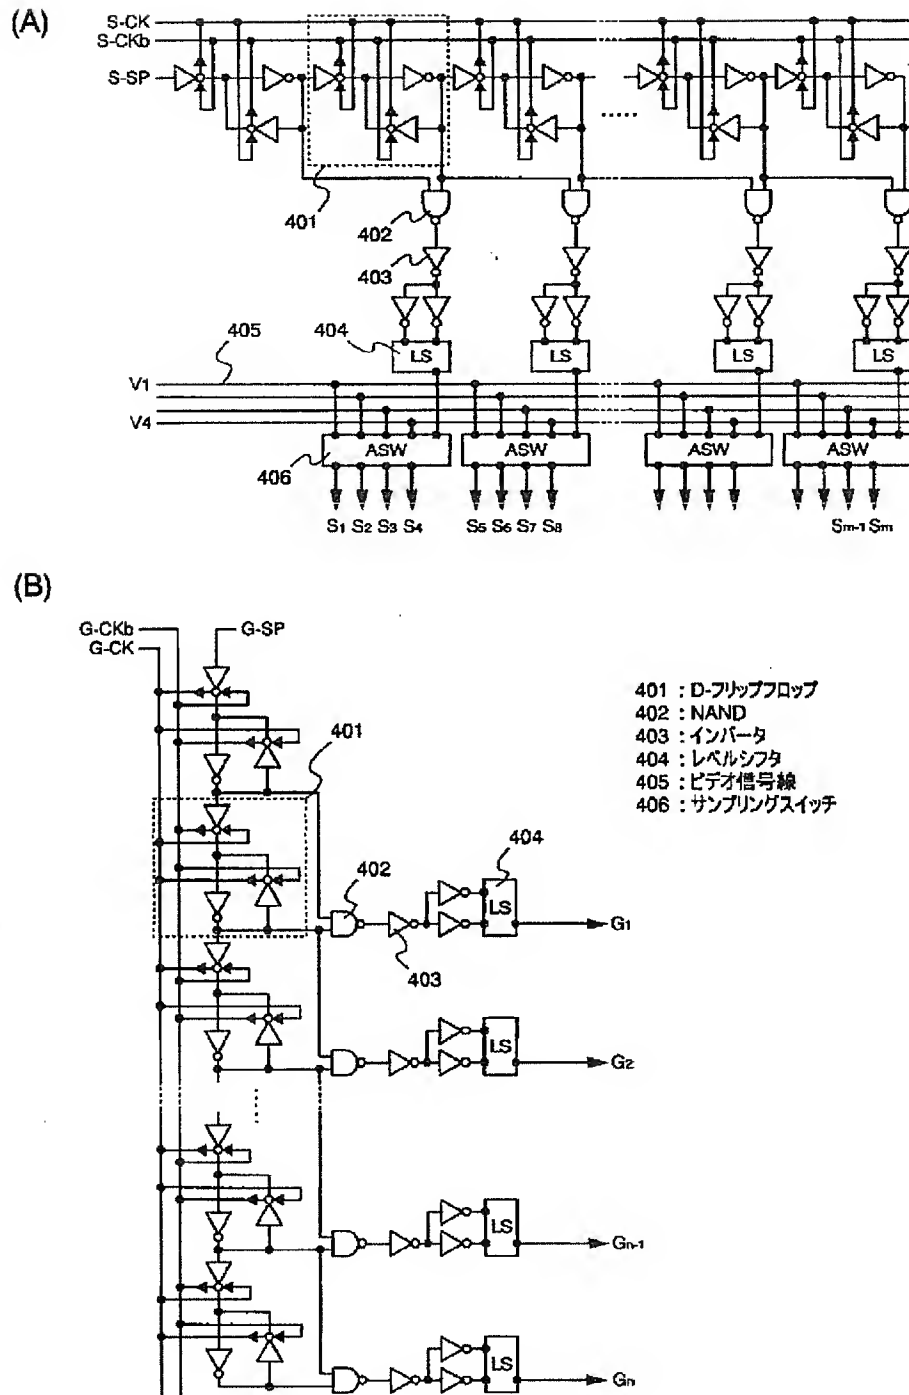 (A)
S-CK
S-CKb
S-SP
401
402
403
404
LS LS LS LS
405
V1
V4
ASW ASW ASW ASW
406
S1 S2 S3 S4 S5 S6 S7 S8 Sm-1 Sm
(B)
G-CKb G-SP
G-CK
401 : D-フリップフロップ
402 : NAND
403 : インバータ
404 : レベルシフタ
405 : ビデオ信号線
406 : サンプリングスイッチ
401
402
404
LS
G1
403
LS
G2
LS
Gn-1
LS
Gn